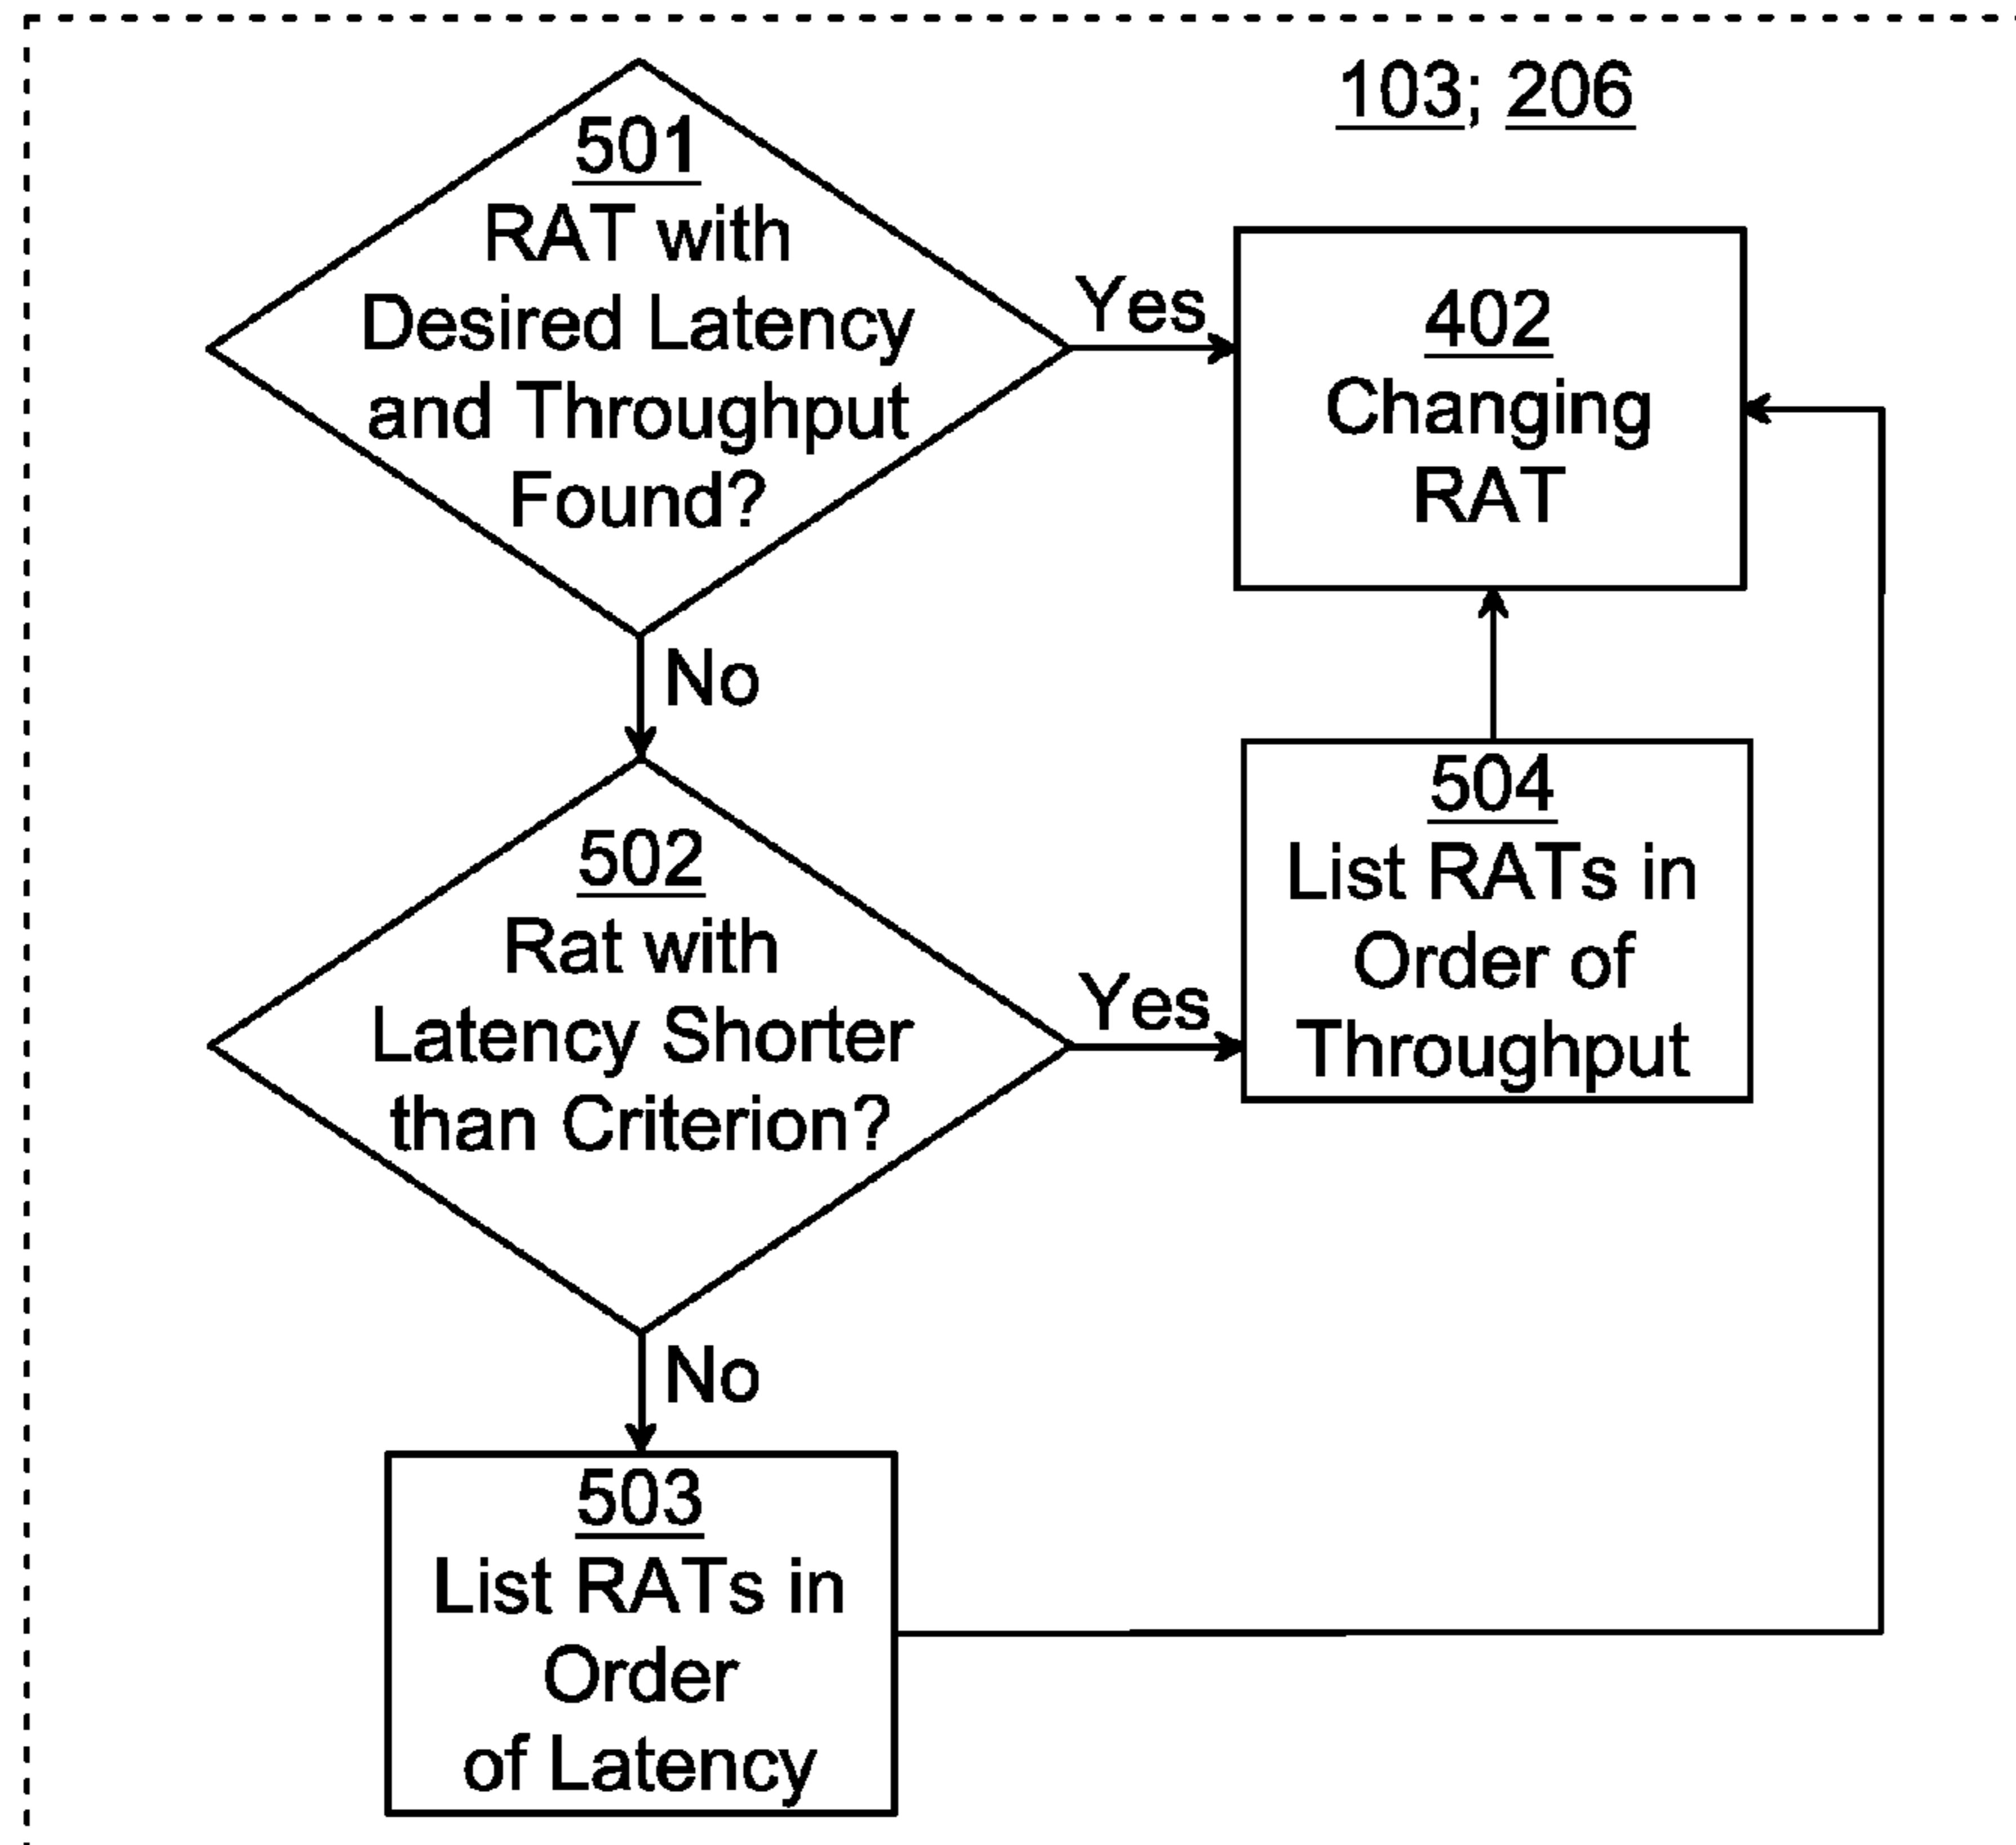 103; 206
501
RAT with
Desired Latency
and Throughput
Found?
Yes
402
Changing
RAT
No
502
Rat with
Latency Shorter
than Criterion?
Yes
504
List RATs in
Order of
Throughput
No
503
List RATs in
Order
of Latency